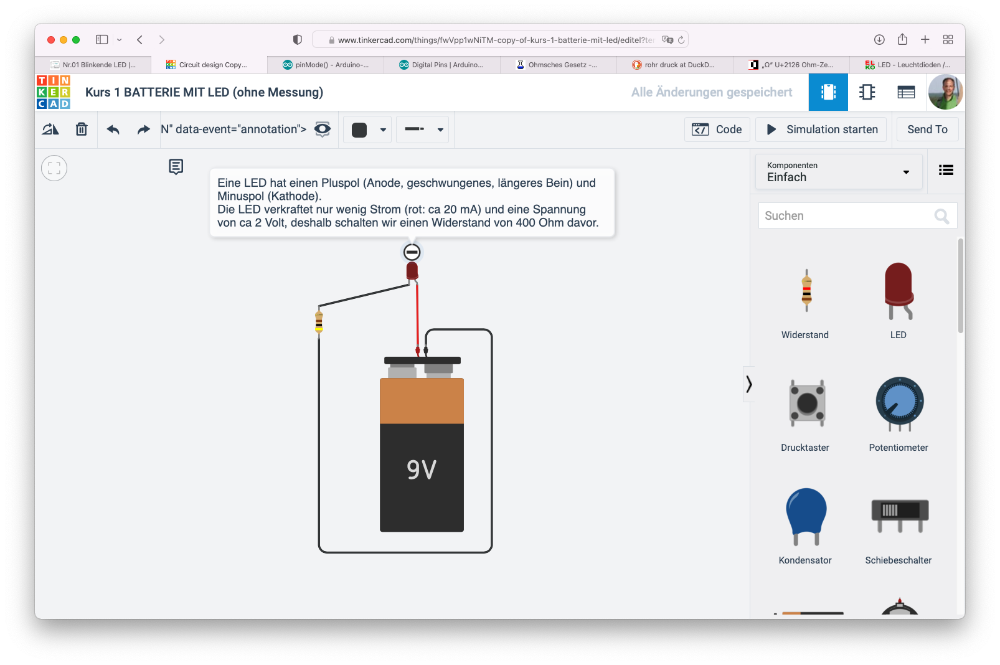 www.tinkercad.com/things/fwVpp1wNiTM-copy-of-kurs-1-batterie-mit-led/editel?te
Nr.01 Blinkende LED |...
Circuit design Copy...
pinMode() - Arduino-...
Digital Pins | Arduino...
Ohmsches Gesetz -...
rohr druck at DuckD...
„Ω“ U+2126 Ohm-Ze...
LED - Leuchtdioden /...
TIN
KER
CAD
Kurs 1 BATTERIE MIT LED (ohne Messung)
Alle Änderungen gespeichert
N" data-event="annotation">
Code
Simulation starten
Send To
Komponenten
Einfach
Suchen
Eine LED hat einen Pluspol (Anode, geschwungenes, längeres Bein) und
Minuspol (Kathode).
Die LED verkraftet nur wenig Strom (rot: ca 20 mA) und eine Spannung
von ca 2 Volt, deshalb schalten wir einen Widerstand von 400 Ohm davor.
9V
Widerstand
LED
Drucktaster
Potentiometer
Kondensator
Schiebeschalter